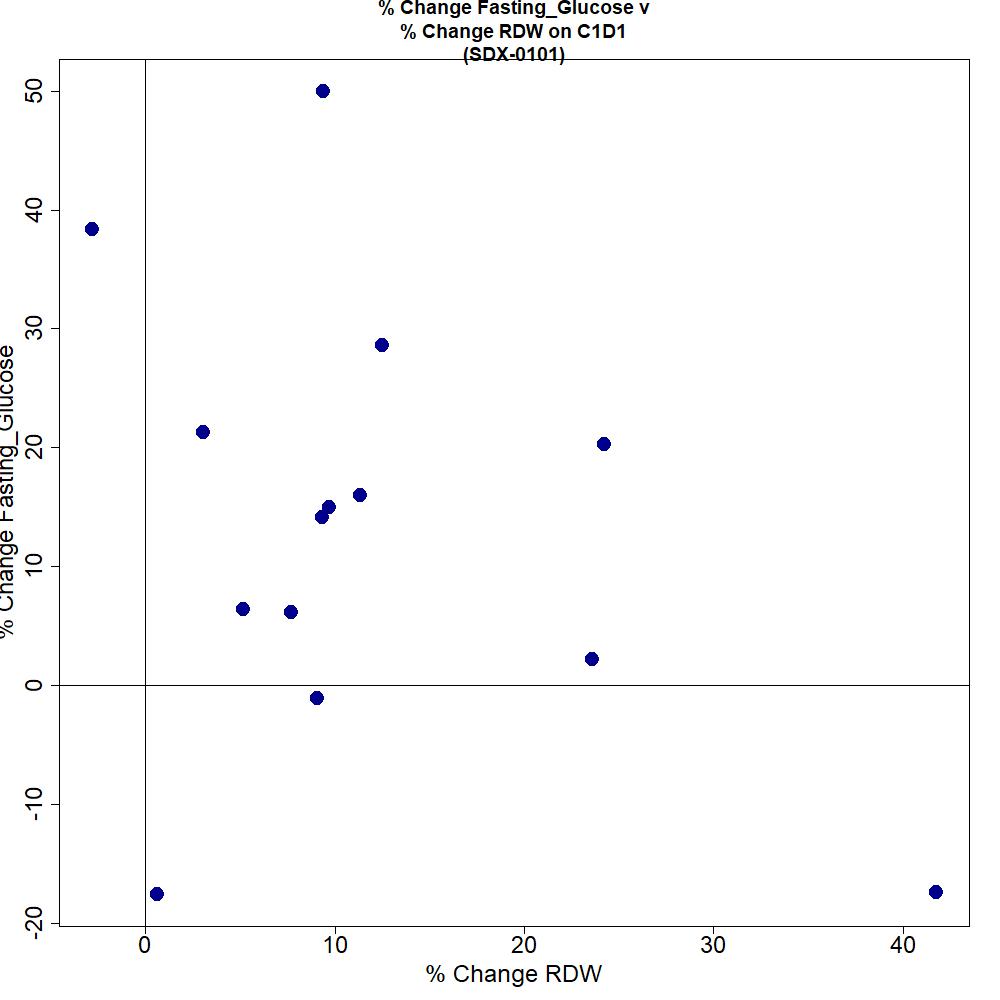 % Change Fasting_Glucose v
% Change RDW on C1D1
(SDX-0101)
% Change Fasting_Glucose
50
40
30
20
10
0
-10
-20
0
10
20
30
40
% Change RDW